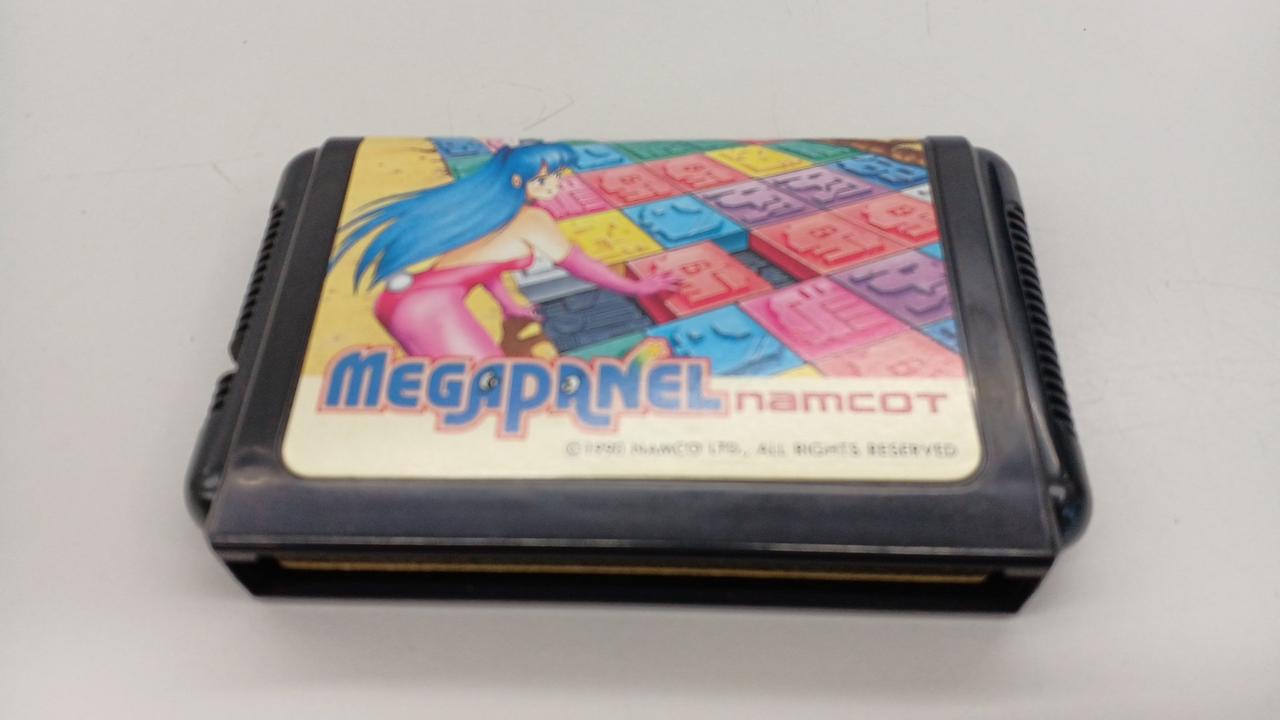 MEGAPANEL
namcot
©1990 NAMCO LTD., ALL RIGHTS RESERVED